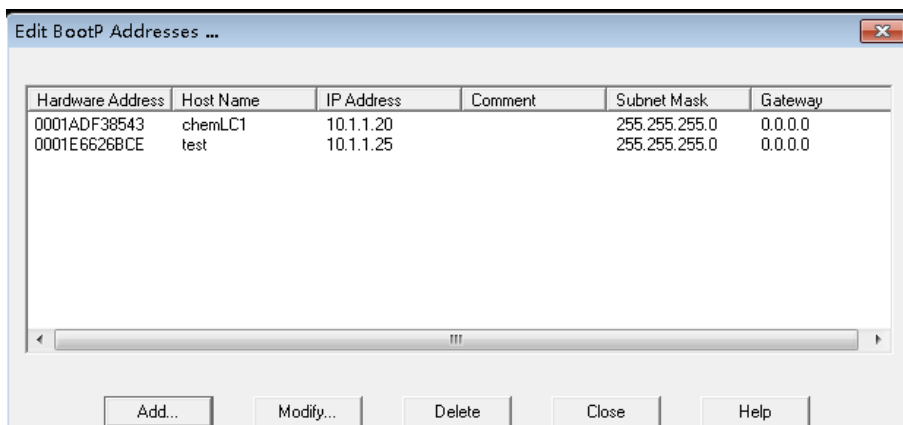 Edit BootP Addresses ...
Hardware Address Host Name IP Address Comment Subnet Mask Gateway
0001ADF38543 chemLC1 10.1.1.20 255.255.255.0 0.0.0.0
0001E6626BCE test 10.1.1.25 255.255.255.0 0.0.0.0
Add... Modify... Delete Close Help